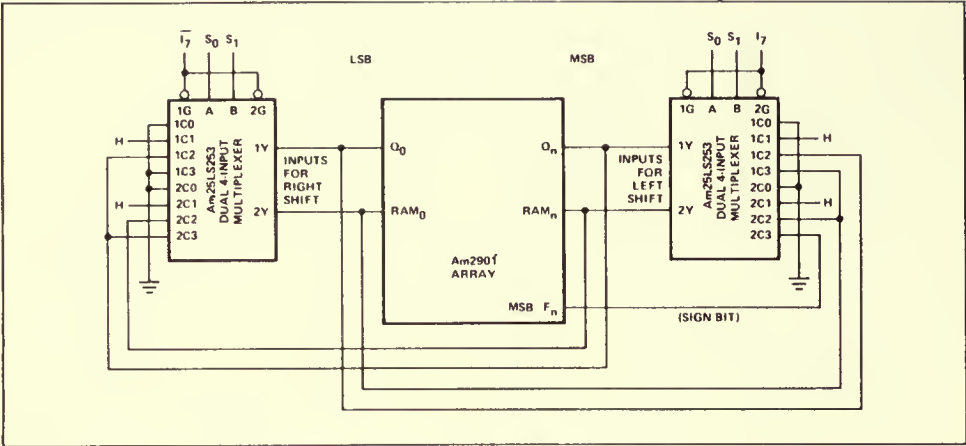 I7 S0 S1
LSB
MSB
S0 S1 I7
1G A B 2G
1C0
1C1
1C2
1C3
2C0
2C1
2C2
2C3
H
H
Am25LS253
DUAL 4-INPUT
MULTIPLEXER
1Y
2Y
INPUTS
FOR
RIGHT
SHIFT
Q0
RAM0
Qn
RAMn
Am2901
ARRAY
MSB Fn
INPUTS
FOR
LEFT
SHIFT
1G A B 2G
1Y
2Y
Am25LS253
DUAL 4-INPUT
MULTIPLEXER
1C0
1C1
1C2
1C3
2C0
2C1
2C2
2C3
H
H
(SIGN BIT)